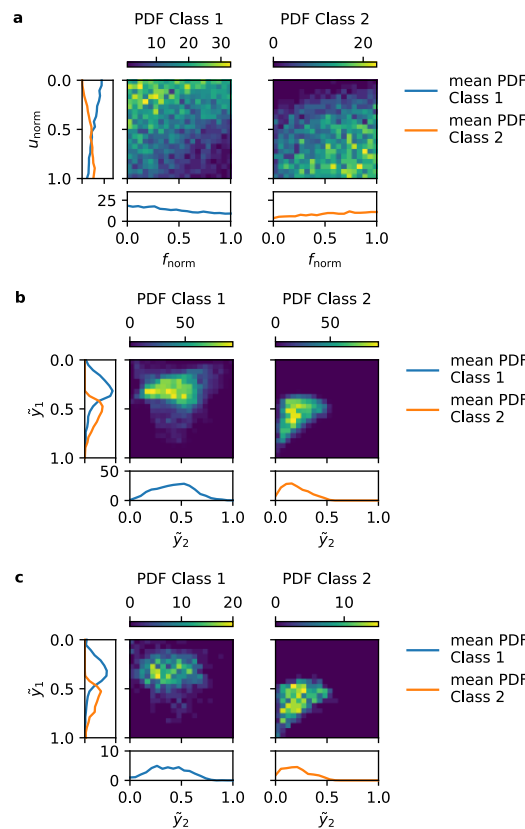 a
PDF Class 1
PDF Class 2
10 20 30
0 20
0.0
0.5
1.0
u_norm
mean PDF
Class 1
mean PDF
Class 2
25
0
0.0 0.5 1.0
0.0 0.5 1.0
f_norm
f_norm
b
PDF Class 1
PDF Class 2
0 50
0 50
0.0
0.5
1.0
ỹ₁
mean PDF
Class 1
mean PDF
Class 2
50
0
0.0 0.5 1.0
0.0 0.5 1.0
ỹ₂
ỹ₂
c
PDF Class 1
PDF Class 2
0 10 20
0 10
0.0
0.5
1.0
ỹ₁
mean PDF
Class 1
mean PDF
Class 2
10
0
0.0 0.5 1.0
0.0 0.5 1.0
ỹ₂
ỹ₂